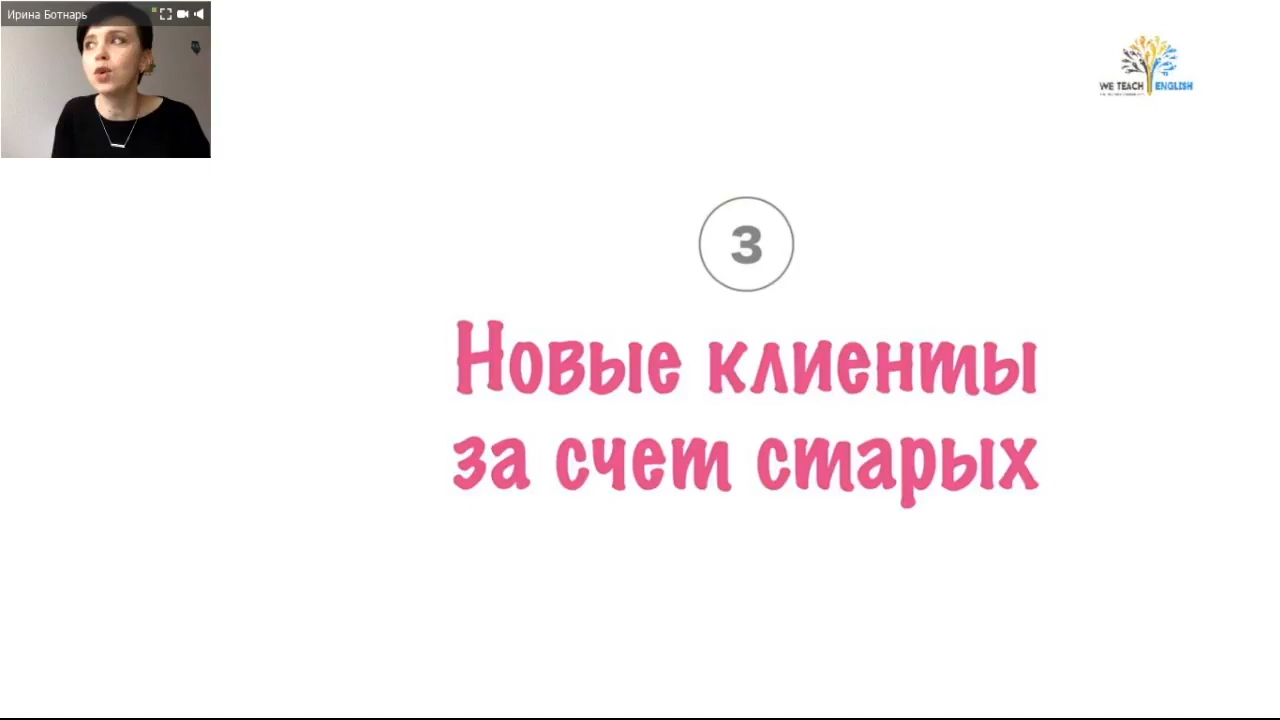 Ирина Ботнарь
WE TEACH ENGLISH
3
Новые клиенты
за счет старых